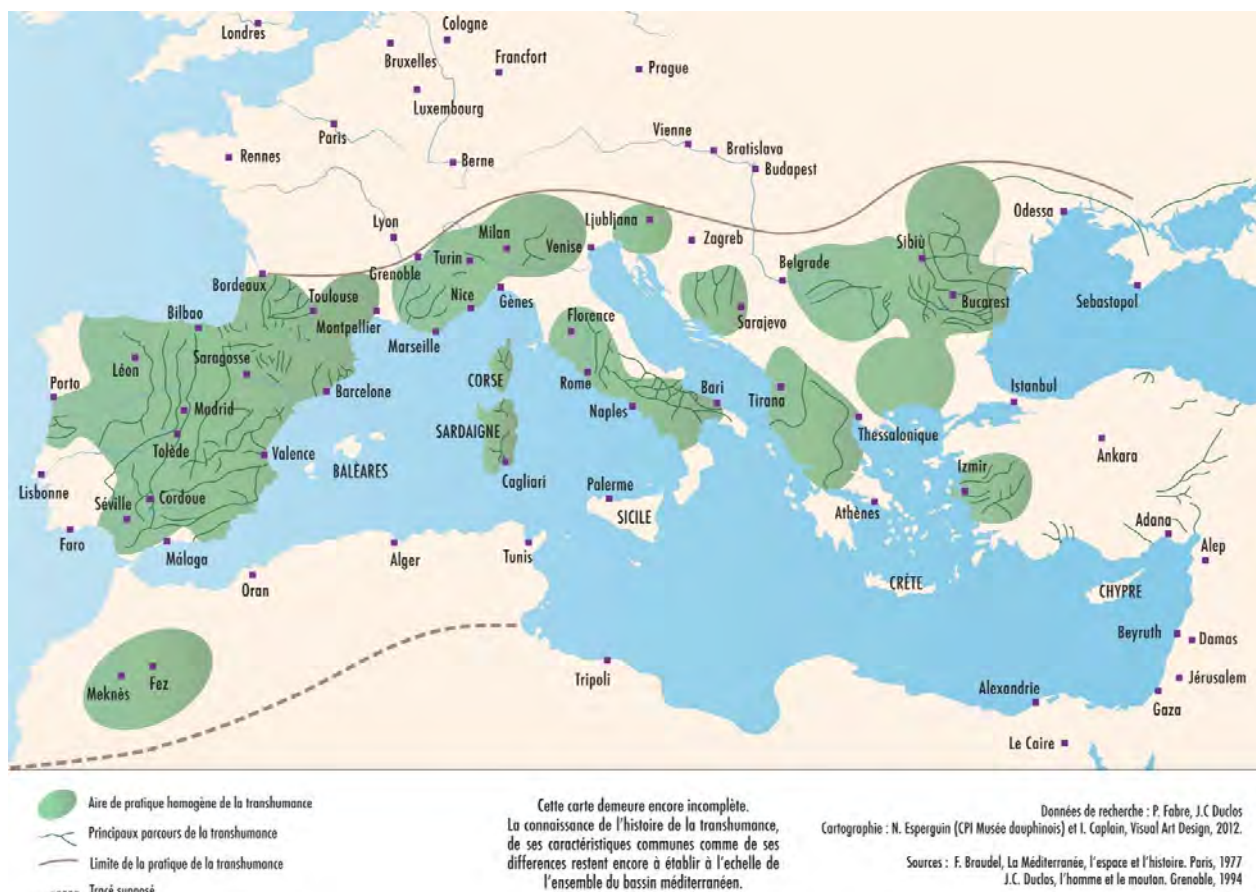 Londres
Cologne
Bruxelles
Francfort
Prague
Luxembourg
Paris
Vienne
Bratislava
Rennes
Berne
Budapest
Lyon
Ljubljana
Odessa
Milan
Venise
Zagreb
Sibiù
Grenoble
Turin
Belgrade
Bordeaux
Toulouse
Nice
Gènes
Bucarest
Sebastopol
Bilbao
Montpellier
Sarajevo
Marseille
Florence
Saragosse
Léon
CORSE
Porto
Barcelone
Rome
Bari
Tirana
Istanbul
Madrid
Naples
Thessalonique
SARDAIGNE
Ankara
Tolède
Valence
BALÉARES
Izmir
Lisbonne
Cagliari
Palerme
Séville
Cordoue
SICILE
Athènes
Adana
Faro
Málaga
Alger
Tunis
Alep
Oran
CRÈTE
CHYPRE
Beyruth
Damas
Meknès
Fez
Tripoli
Jérusalem
Alexandrie
Gaza
Le Caire
Aire de pratique homogène de la transhumance
Principaux parcours de la transhumance
Limite de la pratique de la transhumance
Tracé supposé
Cette carte demeure encore incomplète.
La connaissance de l'histoire de la transhumance,
de ses caractéristiques communes comme de ses
differences restent encore à établir à l'echelle de
l'ensemble du bassin méditerranéen.
Données de recherche : P. Fabre, J.C Duclos
Cartographie : N. Esperguin (CPI Musée dauphinois) et I. Caplain, Visual Art Design, 2012.
Sources : F. Braudel, La Méditerranée, l'espace et l'histoire. Paris, 1977
J.C. Duclos, l'homme et le mouton. Grenoble, 1994